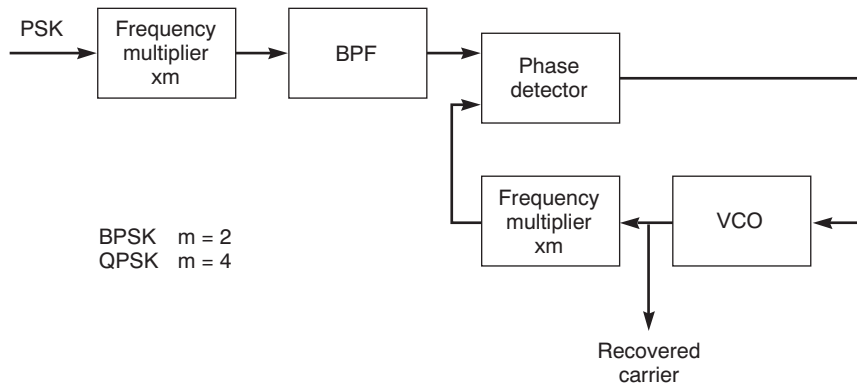 PSK
Frequency
multiplier
xm
BPF
Phase
detector
Frequency
multiplier
xm
VCO
BPSK m = 2
QPSK m = 4
Recovered
carrier